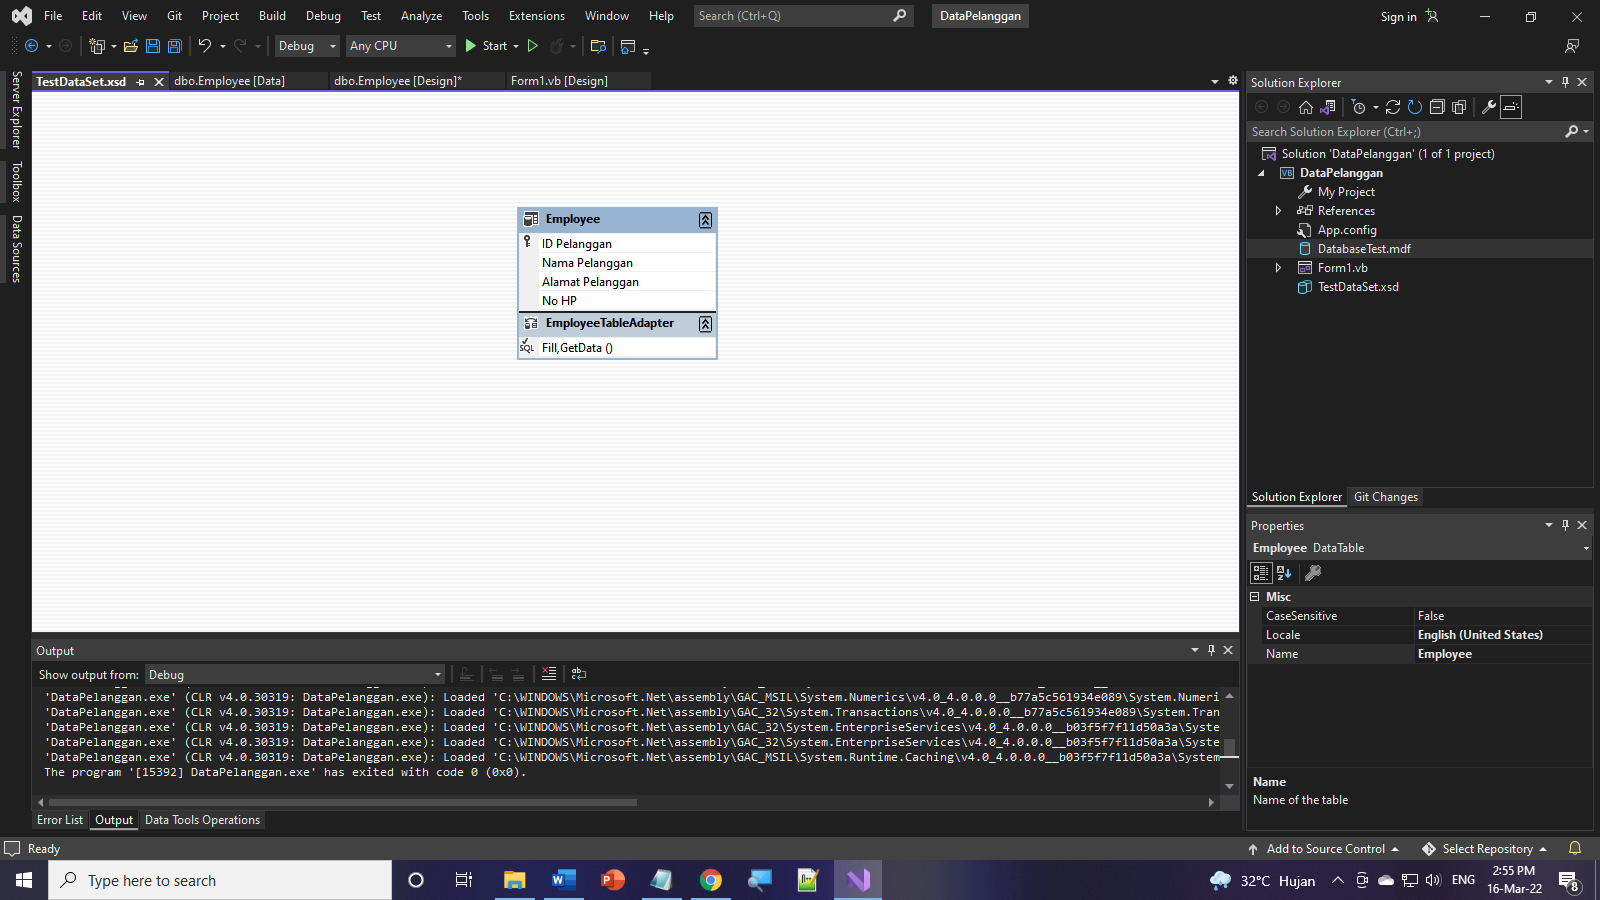 File Edit View Git Project Build Debug Test Analyze Tools Extensions Window Help Search (Ctrl+Q) DataPelanggan Sign in
Debug Any CPU Start
TestDataSet.xsd dbo.Employee [Data] dbo.Employee [Design]* Form1.vb [Design]
Server Explorer
Toolbox
Data Sources
Employee
ID Pelanggan
Nama Pelanggan
Alamat Pelanggan
No HP
EmployeeTableAdapter
SQL Fill,GetData ()
Solution Explorer
Search Solution Explorer (Ctrl+;)
Solution 'DataPelanggan' (1 of 1 project)
VB DataPelanggan
My Project
References
App.config
DatabaseTest.mdf
Form1.vb
TestDataSet.xsd
Solution Explorer Git Changes
Properties
Employee DataTable
Misc
CaseSensitive False
Locale English (United States)
Name Employee
Name
Name of the table
Output
Show output from: Debug
'DataPelanggan.exe' (CLR v4.0.30319: DataPelanggan.exe): Loaded 'C:\WINDOWS\Microsoft.Net\assembly\GAC_MSIL\System.Numerics\v4.0_4.0.0.0__b77a5c561934e089\System.Numeri
'DataPelanggan.exe' (CLR v4.0.30319: DataPelanggan.exe): Loaded 'C:\WINDOWS\Microsoft.Net\assembly\GAC_32\System.Transactions\v4.0_4.0.0.0__b77a5c561934e089\System.Tran
'DataPelanggan.exe' (CLR v4.0.30319: DataPelanggan.exe): Loaded 'C:\WINDOWS\Microsoft.Net\assembly\GAC_32\System.EnterpriseServices\v4.0_4.0.0.0__b03f5f7f11d50a3a\Syste
'DataPelanggan.exe' (CLR v4.0.30319: DataPelanggan.exe): Loaded 'C:\WINDOWS\Microsoft.Net\assembly\GAC_32\System.EnterpriseServices\v4.0_4.0.0.0__b03f5f7f11d50a3a\Syste
'DataPelanggan.exe' (CLR v4.0.30319: DataPelanggan.exe): Loaded 'C:\WINDOWS\Microsoft.Net\assembly\GAC_MSIL\System.Runtime.Caching\v4.0_4.0.0.0__b03f5f7f11d50a3a\System
The program '[15392] DataPelanggan.exe' has exited with code 0 (0x0).
Error List Output Data Tools Operations
Ready Add to Source Control Select Repository
Type here to search 32°C Hujan ENG 2:55 PM
16-Mar-22 8